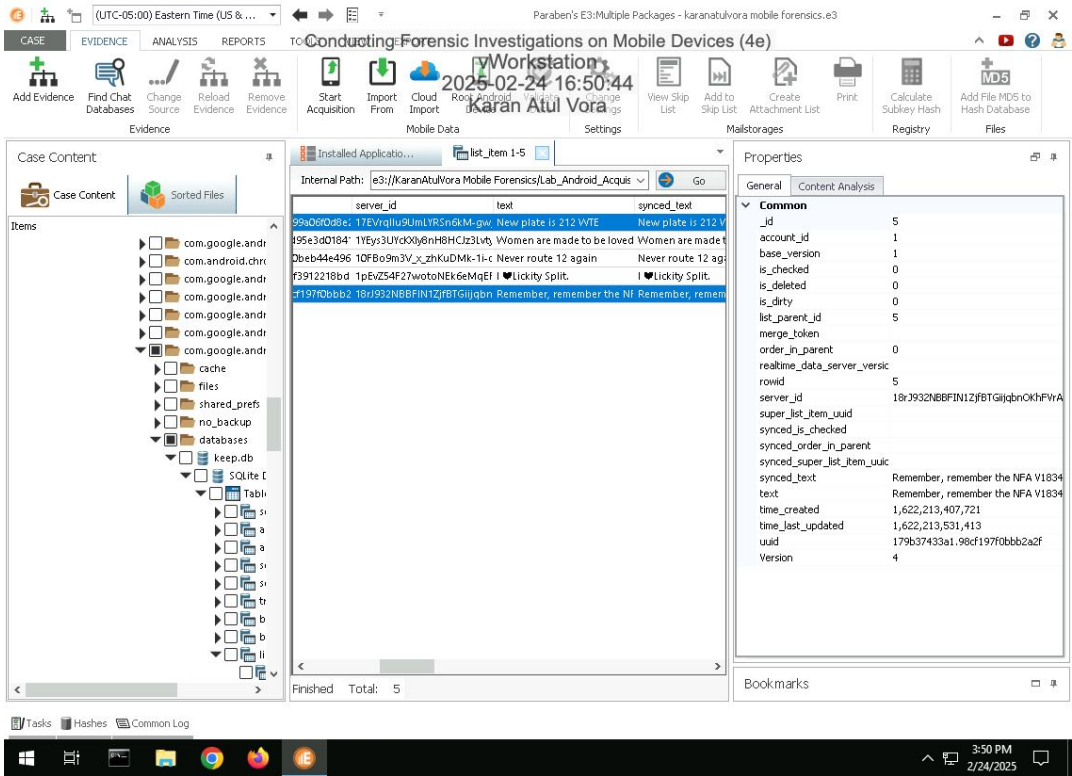 (UTC-05:00) Eastern Time (US & ...
Paraben's E3:Multiple Packages - karanatulvora mobile forensics.e3
CASE
EVIDENCE
ANALYSIS
REPORTS
Conducting Forensic Investigations on Mobile Devices (4e)
vWorkstation
2025-02-24 16:50:44
Karan Atul Vora
Add Evidence
Find Chat Databases
Change Source
Reload Evidence
Remove Evidence
Start Acquisition
Import From
Cloud Import
Root Android
View Skip List
Add to Skip List
Create Attachment List
Print
Calculate Subkey Hash
MD5
Add File MD5 to Hash Database
Evidence
Mobile Data
Settings
Mailstorages
Registry
Files
Case Content
Case Content
Sorted Files
Items
com.google.andr
com.android.chr
com.google.andr
com.google.andr
com.google.andr
com.google.andr
com.google.andr
cache
files
shared_prefs
no_backup
databases
keep.db
SQLite
Tabl
Installed Applicatio...
list_item 1-5
Internal Path:
e3://KaranAtulVora Mobile Forensics/Lab_Android_Acquis
Go
server_id text synced_text
New plate is 212 WTE New plate is 212
Women are made to be loved Women are made
Never route 12 again Never route 12
I ♥Lickity Split. I ♥Lickity Split.
Remember, remember the Remember, remem
Finished Total: 5
Properties
General
Content Analysis
Common
_id 5
account_id 1
base_version 1
is_checked 0
is_deleted 0
is_dirty 0
list_parent_id 5
merge_token
order_in_parent 0
realtime_data_server_versic
rowid 5
server_id
super_list_item_uuid
synced_is_checked
synced_order_in_parent
synced_super_list_item_uuic
synced_text Remember, remember the NFA V1834
text Remember, remember the NFA V1834
time_created 1,622,213,407,721
time_last_updated 1,622,213,531,413
uuid 179b37433a1.98cf197f0bbb2a2f
Version 4
Bookmarks
Tasks
Hashes
Common Log
3:50 PM
2/24/2025